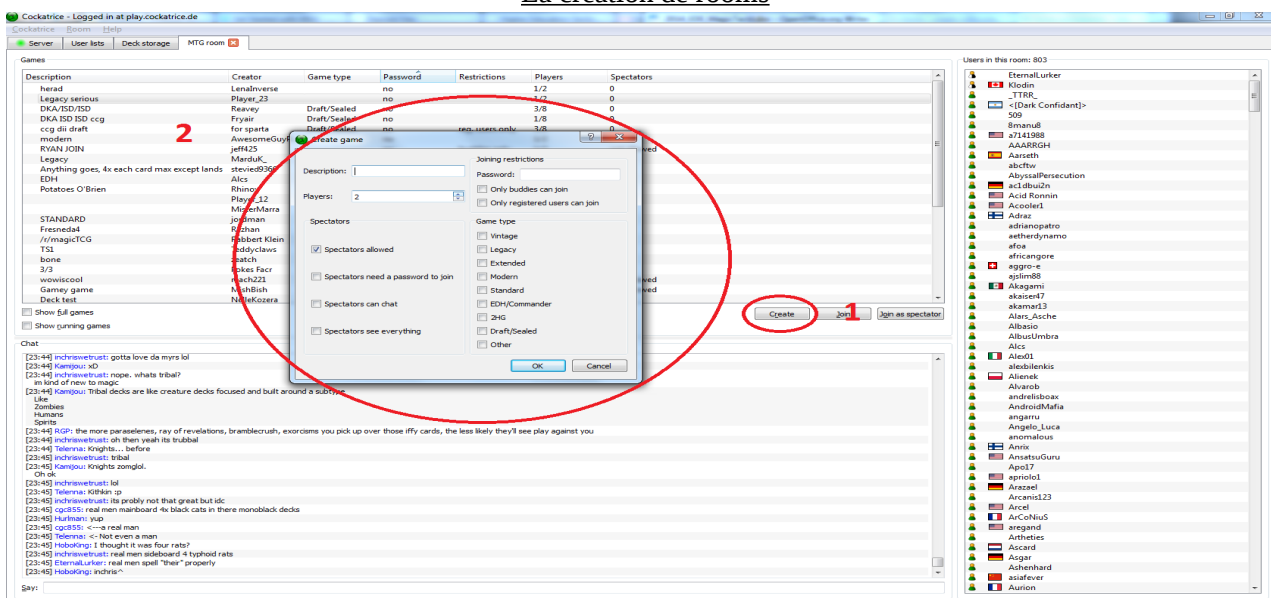 La création de rooms
Cockatrice - Logged in at play.cockatrice.de
Cockatrice Room Help
Server User lists Deck storage MTG room
Games
Description Creator Game type Password Restrictions Players Spectators
herad LenaInverse no 1/2 0
Legacy serious Player_23 no 1/2 0
DKA/ISD/ISD Reavey Draft/Sealed no 3/8 0
DKA ISD ISD ccg Fryair Draft/Sealed no 1/8 0
ccg dii draft for sparta Draft/Sealed no reg. users only 3/8 0
modern
RYAN JOIN jeff425
Legacy MarduK_
Anything goes, 4x each card max except lands
EDH Alcs
Potatoes O'Brien
STANDARD
Fresneda4
/r/magicTCG
TS1
bone
3/3
wowiscool
Gamey game
Deck test
2
Create game
Description:
Players: 2
Spectators
Spectators allowed
Spectators need a password to join
Spectators can chat
Spectators see everything
Joining restrictions
Password:
Only buddies can join
Only registered users can join
Game type
Vintage
Legacy
Extended
Modern
Standard
EDH/Commander
2HG
Draft/Sealed
Other
OK Cancel
Show full games
Show running games
Create 1 Join Join as spectator
Chat
[23:44] inchriswetrust: gotta love da myrs lol
[23:44] Kamijou: xD
[23:44] inchriswetrust: nope. whats tribal?
im kind of new to magic
[23:44] Kamijou: Tribal decks are like creature decks focused and built around a subtype
Like
Zombies
Humans
Spirits
[23:44] RGP: the more paraselenes, ray of revelations, bramblecrush, exorcisms you pick up over those iffy cards, the less likely they'll see play against you
[23:44] inchriswetrust: oh then yeah its trubbal
[23:44] Telenna: Knights... before
[23:45] inchriswetrust: tribal
[23:45] Kamijou: Knights zomglol.
Oh ok
[23:45] inchriswetrust: lol
[23:45] Telenna: Kithkin :p
[23:45] inchriswetrust: its probly not that great but idc
[23:45] cgc855: real men mainboard 4x black cats in there monoblack decks
[23:45] Hurlman: yup
[23:45] cgc855: <---a real man
[23:45] Telenna: <- Not even a man
[23:45] HoboKing: I thought it was four rats?
[23:45] inchriswetrust: real men sideboard 4 typhoid rats
[23:45] EternalLurker: real men spell "their" properly
[23:45] HoboKing: inchris^
Say:
Users in this room: 803
EternalLurker
Klodin
_TTRR_
<[Dark Confidant]>
509
8manu8
a7141988
AAARRGH
Aarseth
abcftw
AbyssalPersecution
ac1dbui2n
Acid Ronnin
Acooler1
Adraz
adrianopatro
aetherdynamo
afoa
africangore
aggro-e
ajslim88
Akagami
akaiser47
akamar13
Alars_Asche
Albasio
AlbusUmbra
Alcs
Alex01
alexbilenkis
Alienek
Alvarob
andrelisboax
AndroidMafia
angarru
Angelo_Luca
anomalous
Anrix
AnsatsuGuru
Apo17
apriolo1
Arazael
Arcanis123
Arcel
ArCoNiuS
aregand
Artheties
Ascard
Asgar
Ashenhard
asiafever
Aurion